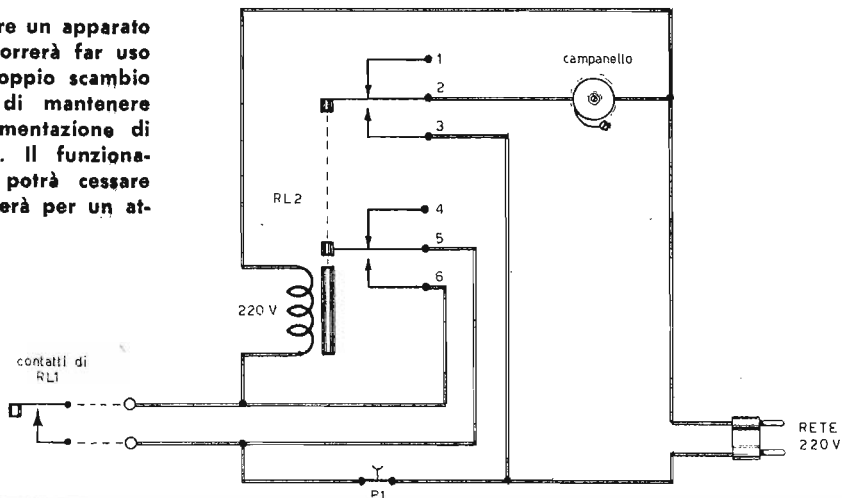 re un apparato
orrerà far uso
oppio scambio
di mantenere
mentazione di
. Il funziona-
potrà cessare
erà per un at-
1
campanello
2
3
RL2
4
5
6
220 V
contatti di
RL1
RETE
220 V
P1